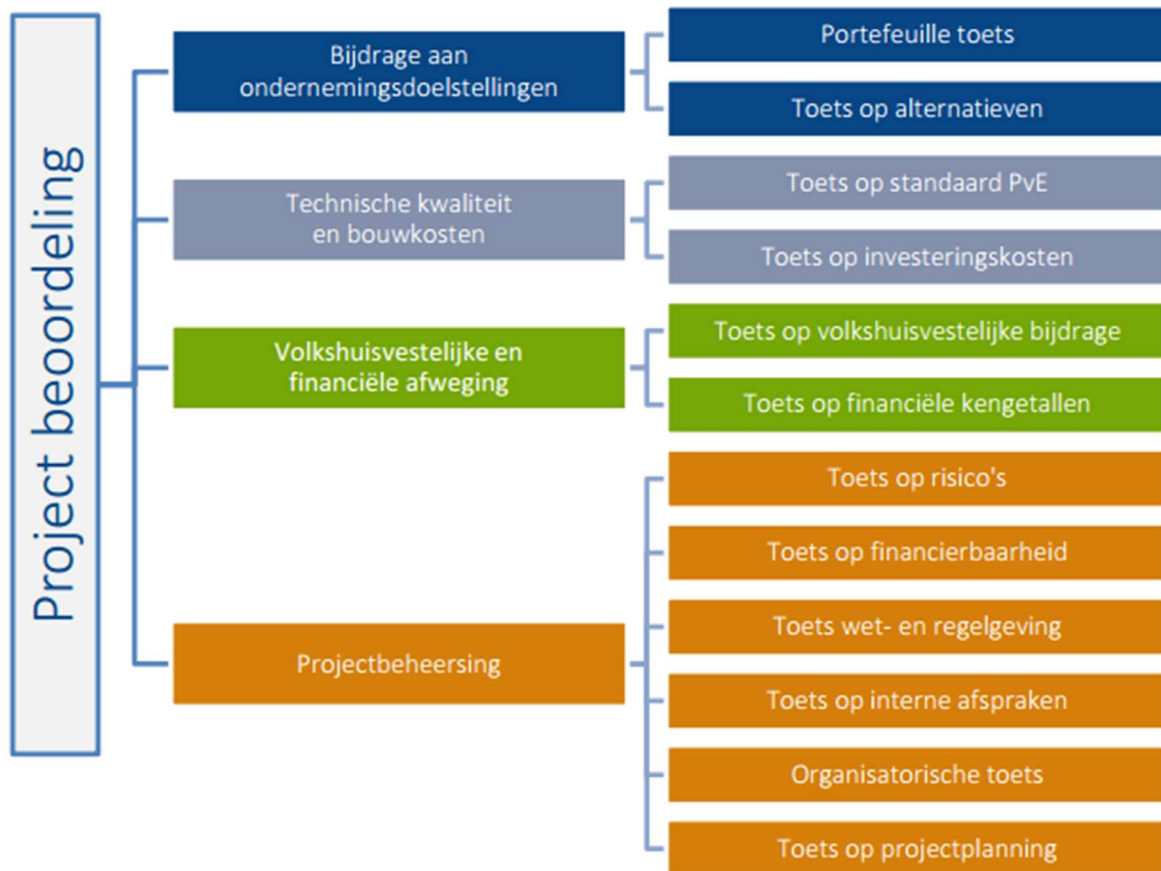 Project beoordeling
Bijdrage aan
ondernemingsdoelstellingen
Portefeuille toets
Toets op alternatieven
Technische kwaliteit
en bouwkosten
Toets op standaard PvE
Toets op investeringskosten
Volkshuisvestelijke en
financiële afweging
Toets op volkshuisvestelijke bijdrage
Toets op financiële kengetallen
Projectbeheersing
Toets op risico's
Toets op financierbaarheid
Toets wet- en regelgeving
Toets op interne afspraken
Organisatorische toets
Toets op projectplanning